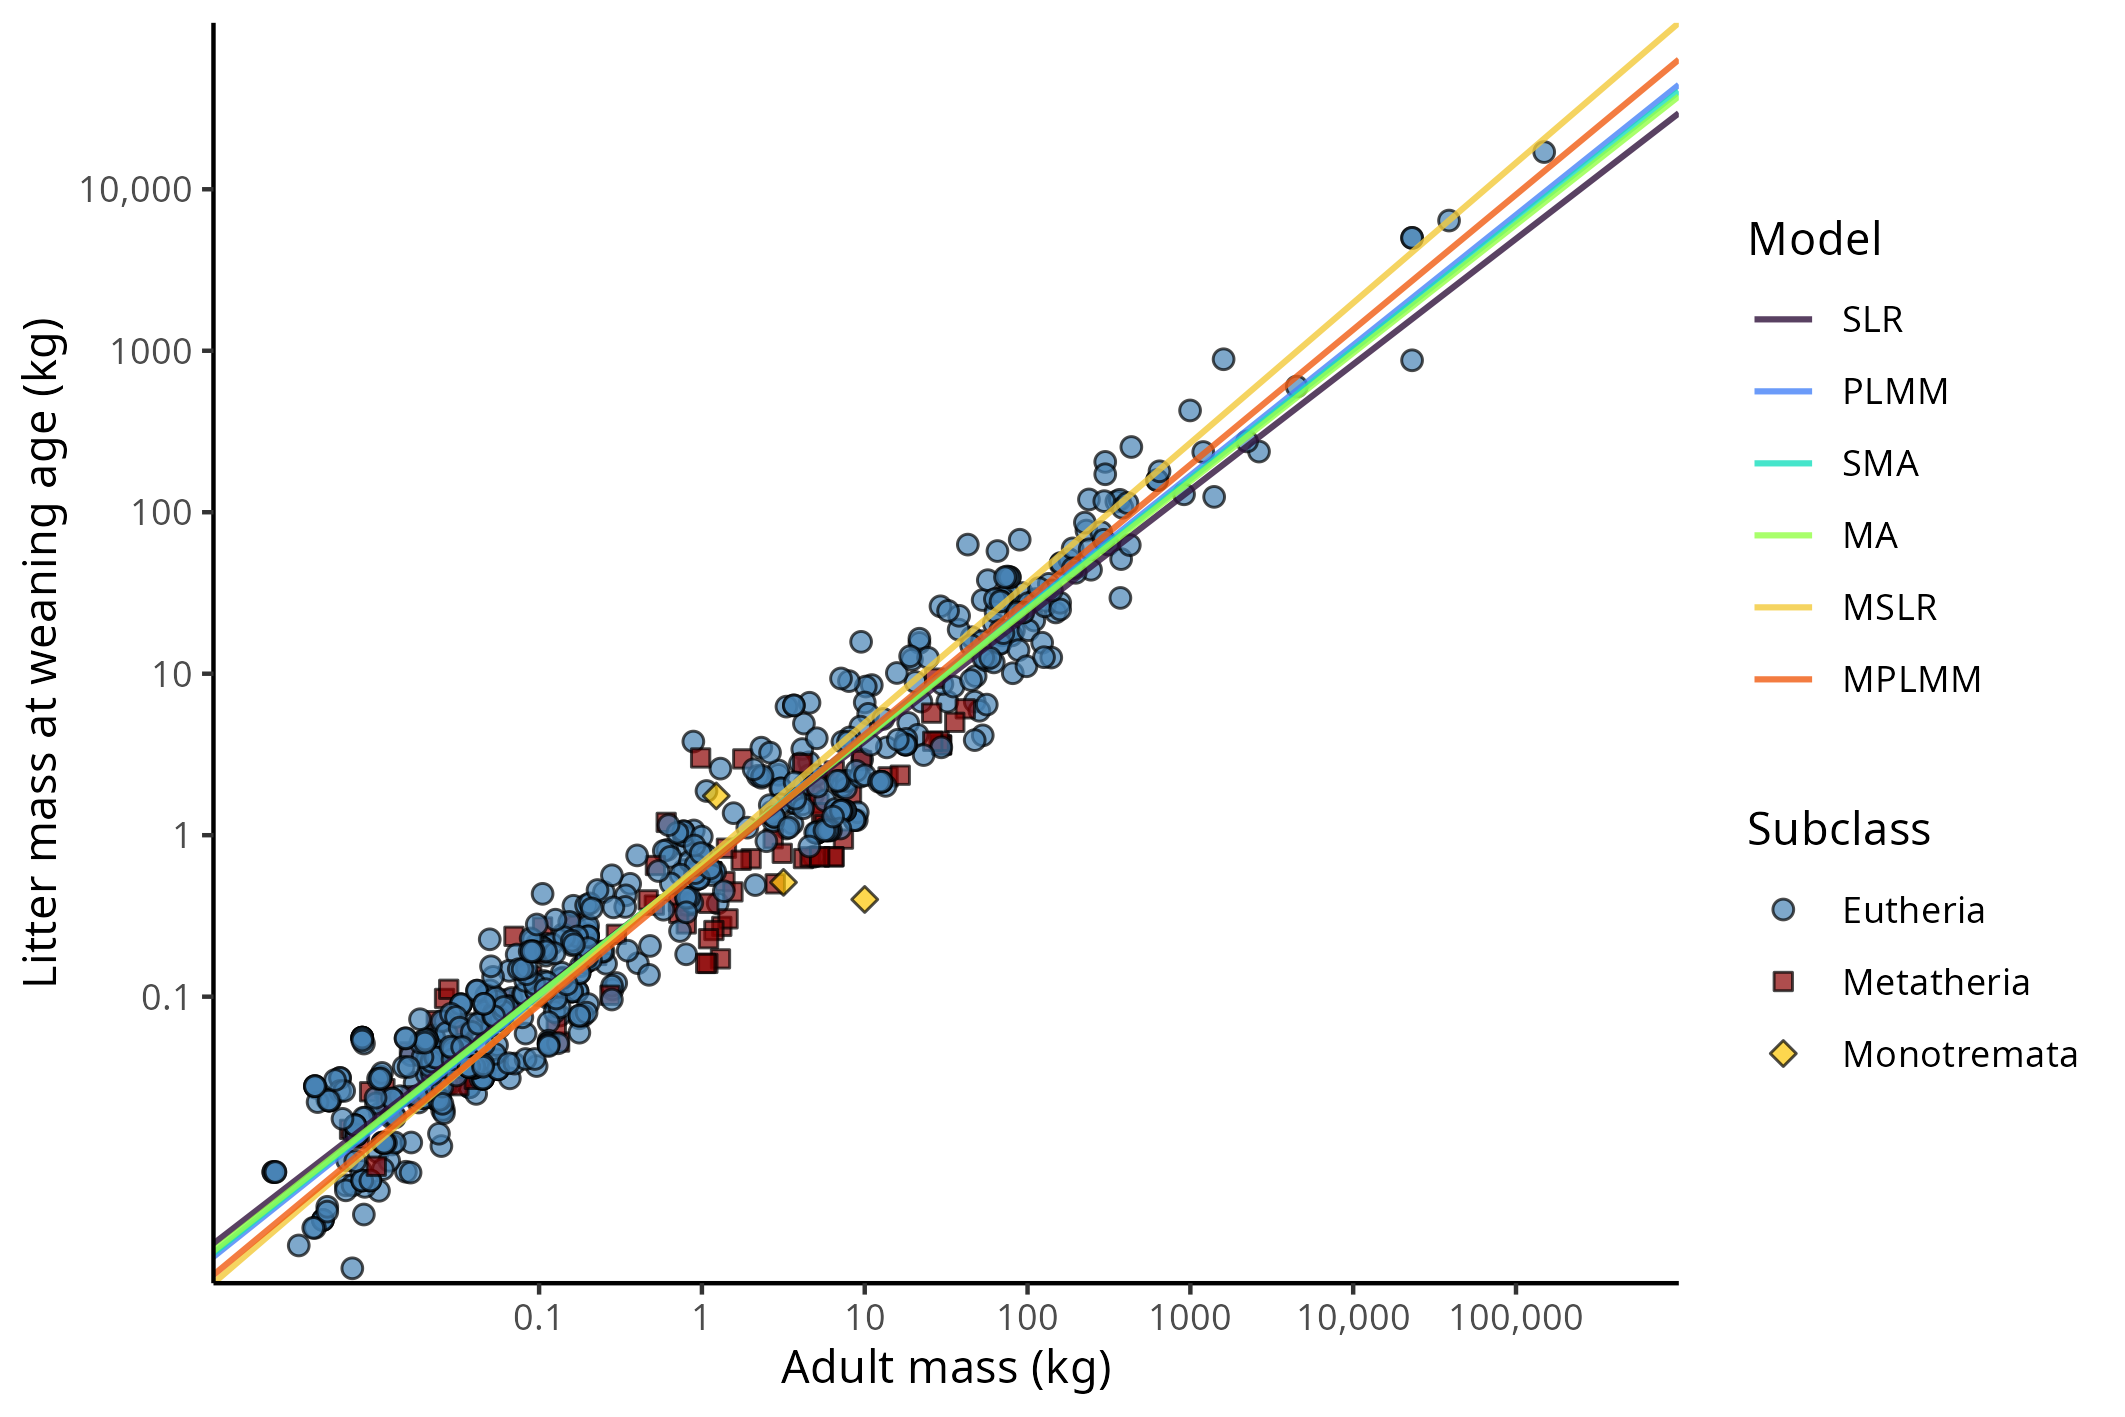 Litter mass at weaning age (kg)
10,000
1000
100
10
1
0.1
0.1
1
10
100
1000
10,000
100,000
Adult mass (kg)
Model
SLR
PLMM
SMA
MA
MSLR
MPLMM
Subclass
Eutheria
Metatheria
Monotremata